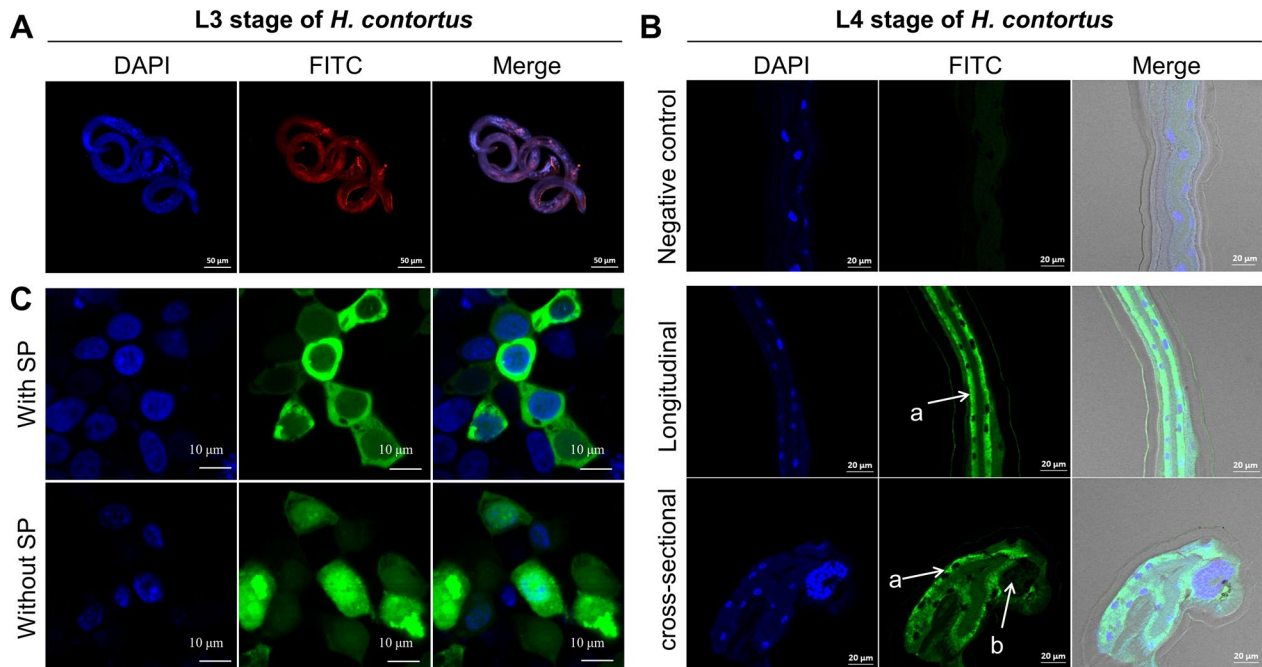 A
L3 stage of H. contortus
DAPI FITC Merge
50 µm 50 µm 50 µm
C
With SP
10 µm 10 µm 10 µm
Without SP
10 µm 10 µm 10 µm
B
L4 stage of H. contortus
DAPI FITC Merge
Negative control
20 µm 20 µm 20 µm
Longitudinal
a
20 µm 20 µm 20 µm
cross-sectional
a
b
20 µm 20 µm 20 µm